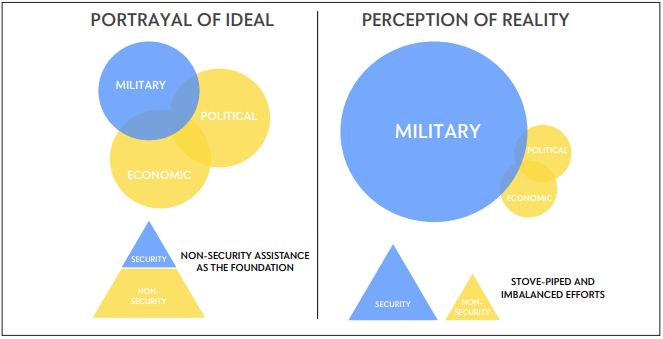 PORTRAYAL OF IDEAL
MILITARY
POLITICAL
ECONOMIC
SECURITY
NON-SECURITY ASSISTANCE
AS THE FOUNDATION
NON-
SECURITY
PERCEPTION OF REALITY
MILITARY
POLITICAL
ECONOMIC
SECURITY
NON-
SECURITY
STOVE-PIPED AND
IMBALANCED EFFORTS